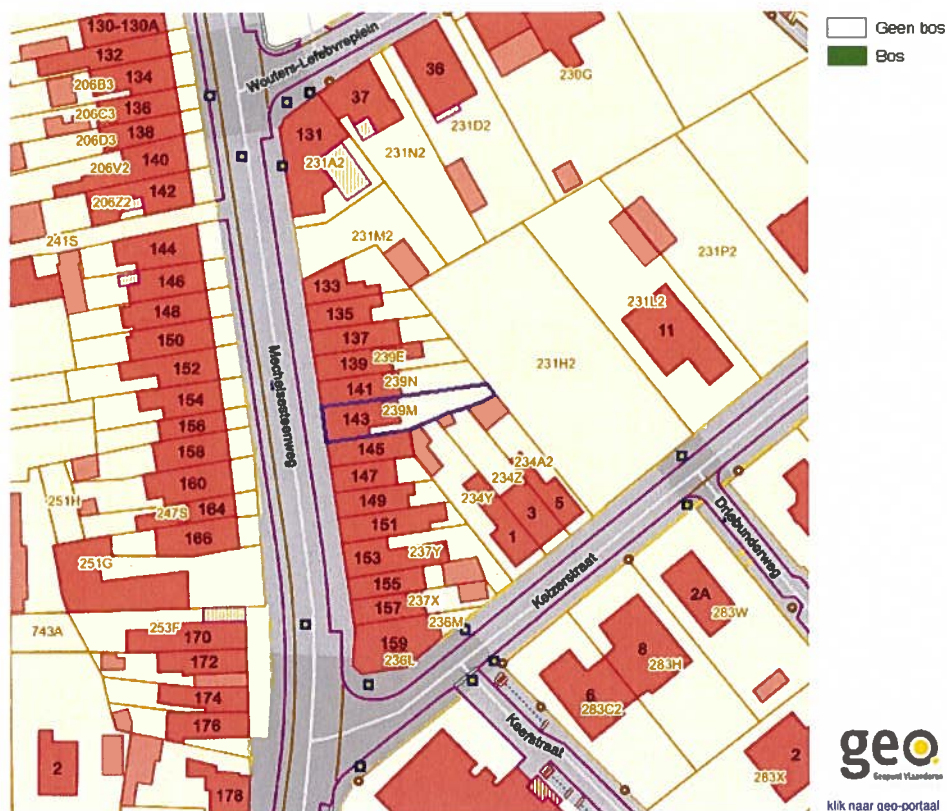 130-130A
132
134
206B3
136
206C3
138
206D3
140
206V2
142
206Z2
241S
144
146
148
150
152
154
156
158
160
251H
164
247S
166
251G
743A
253F
170
172
174
176
2
178
Wouters-Lefebvreplein
Mechelsesteenweg
36
37
131
231A2
231N2
231D2
230G
231M2
231P2
231L2
11
231H2
133
135
137
139
239E
141
239N
143
239M
145
147
149
151
153
237Y
155
237X
157
236M
159
236L
234A2
234Z
234Y
5
3
1
Keizerstraat
Driebunderweg
2A
283W
8
283H
6
283C2
Keerstraat
2
283X
Geen bos
Bos
geo
Geopunt Vlaanderen
klik naar geo-portaal